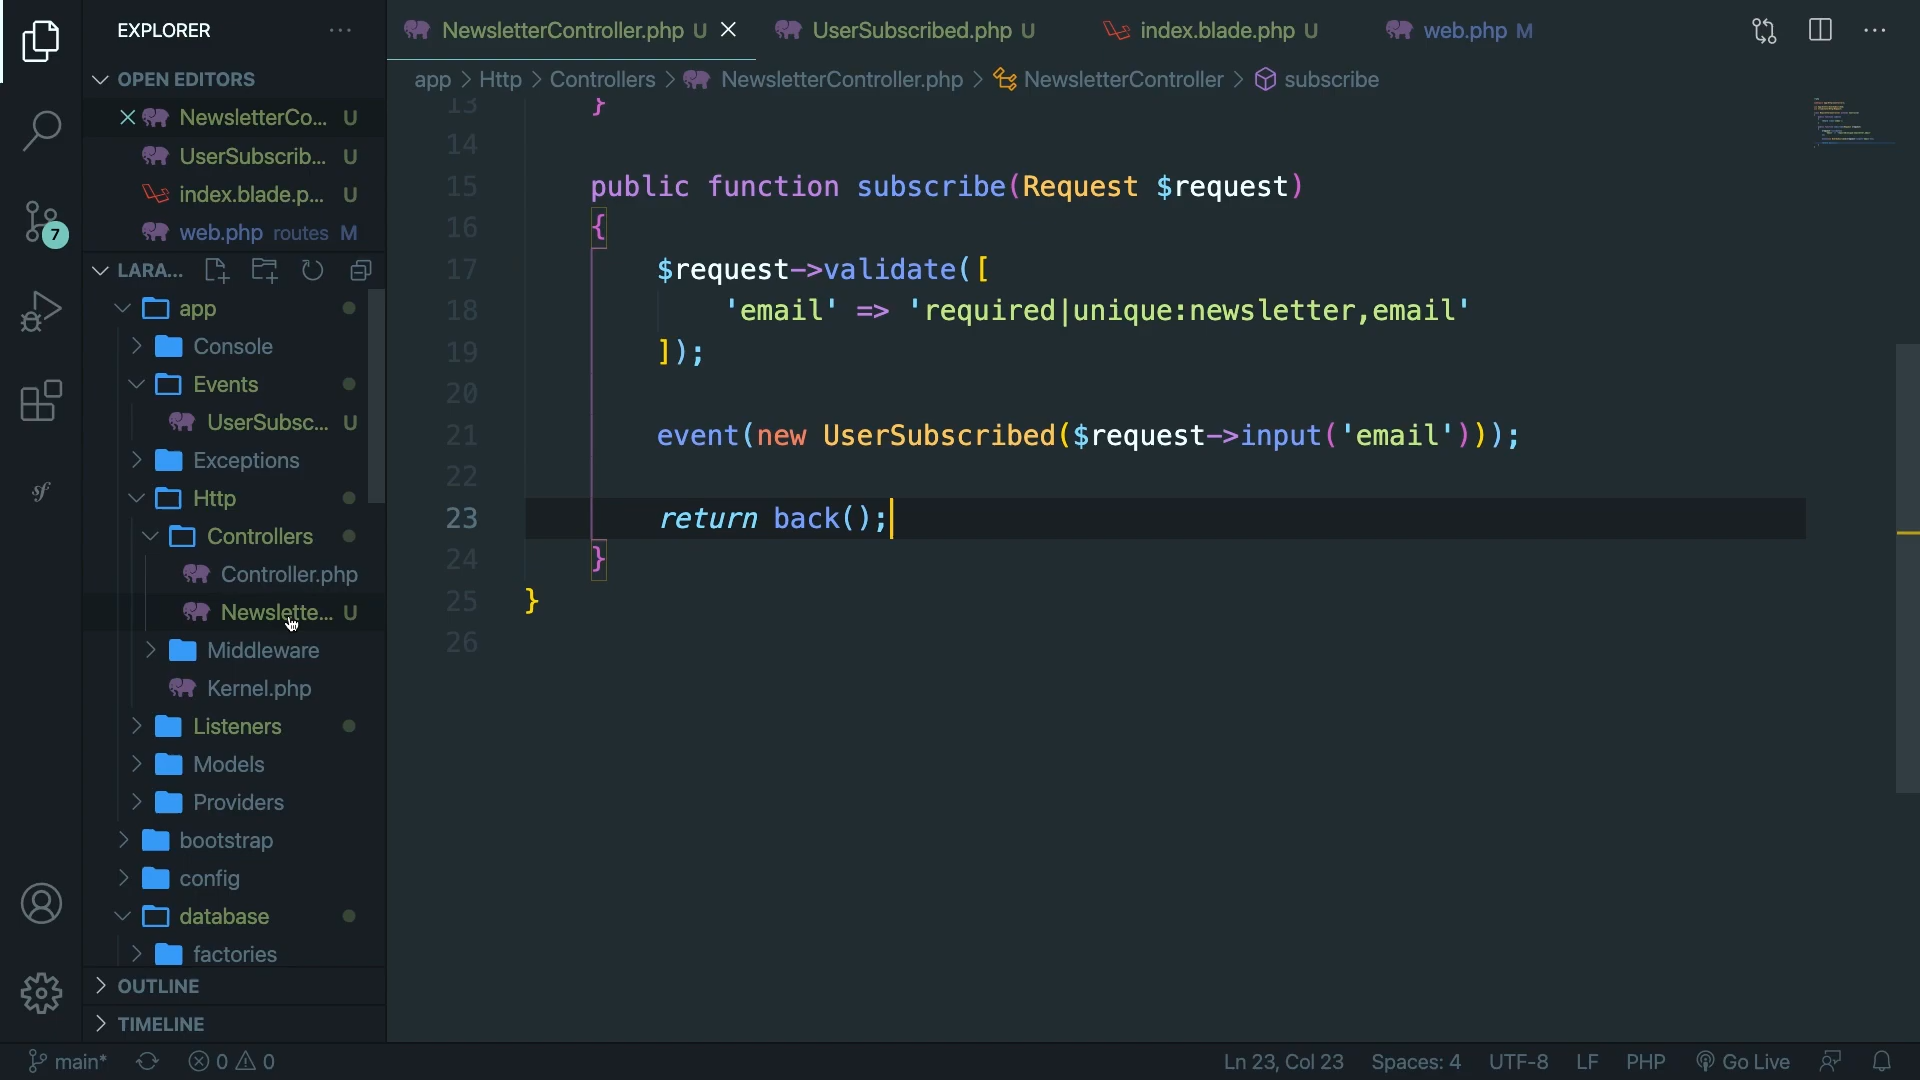 EXPLORER
OPEN EDITORS
NewsletterCo... U
UserSubscrib... U
index.blade.p... U
web.php routes M
LARA...
app
Console
Events
UserSubsc... U
Exceptions
Http
Controllers
Controller.php
Newslette... U
Middleware
Kernel.php
Listeners
Models
Providers
bootstrap
config
database
factories
OUTLINE
TIMELINE
7
NewsletterController.php U
UserSubscribed.php U
index.blade.php U
web.php M
app > Http > Controllers > NewsletterController.php > NewsletterController > subscribe
13 }
14
15 public function subscribe(Request $request)
16 {
17 $request->validate([
18 'email' => 'required|unique:newsletter,email'
19 ]);
20
21 event(new UserSubscribed($request->input('email')));
22
23 return back();
24 }
25 }
26
main* 0 0 Ln 23, Col 23 Spaces: 4 UTF-8 LF PHP Go Live